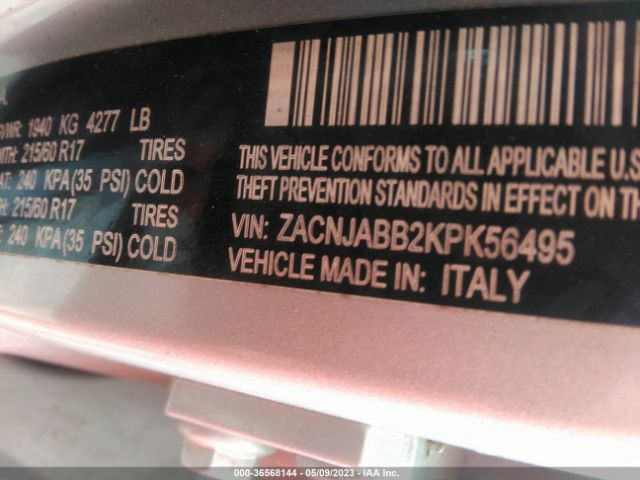 GVWR: 1940 KG 4277 LB
WITH: 215/60 R17 TIRES
AT: 240 KPA(35 PSI) COLD
215/60 R17 TIRES
240 KPA(35 PSI) COLD
THIS VEHICLE CONFORMS TO ALL APPLICABLE U.S
THEFT PREVENTION STANDARDS IN EFFECT ON
VIN: ZACNJABB2KPK56495
VEHICLE MADE IN: ITALY
000-36568144 - 05/09/2023 - IAA Inc.